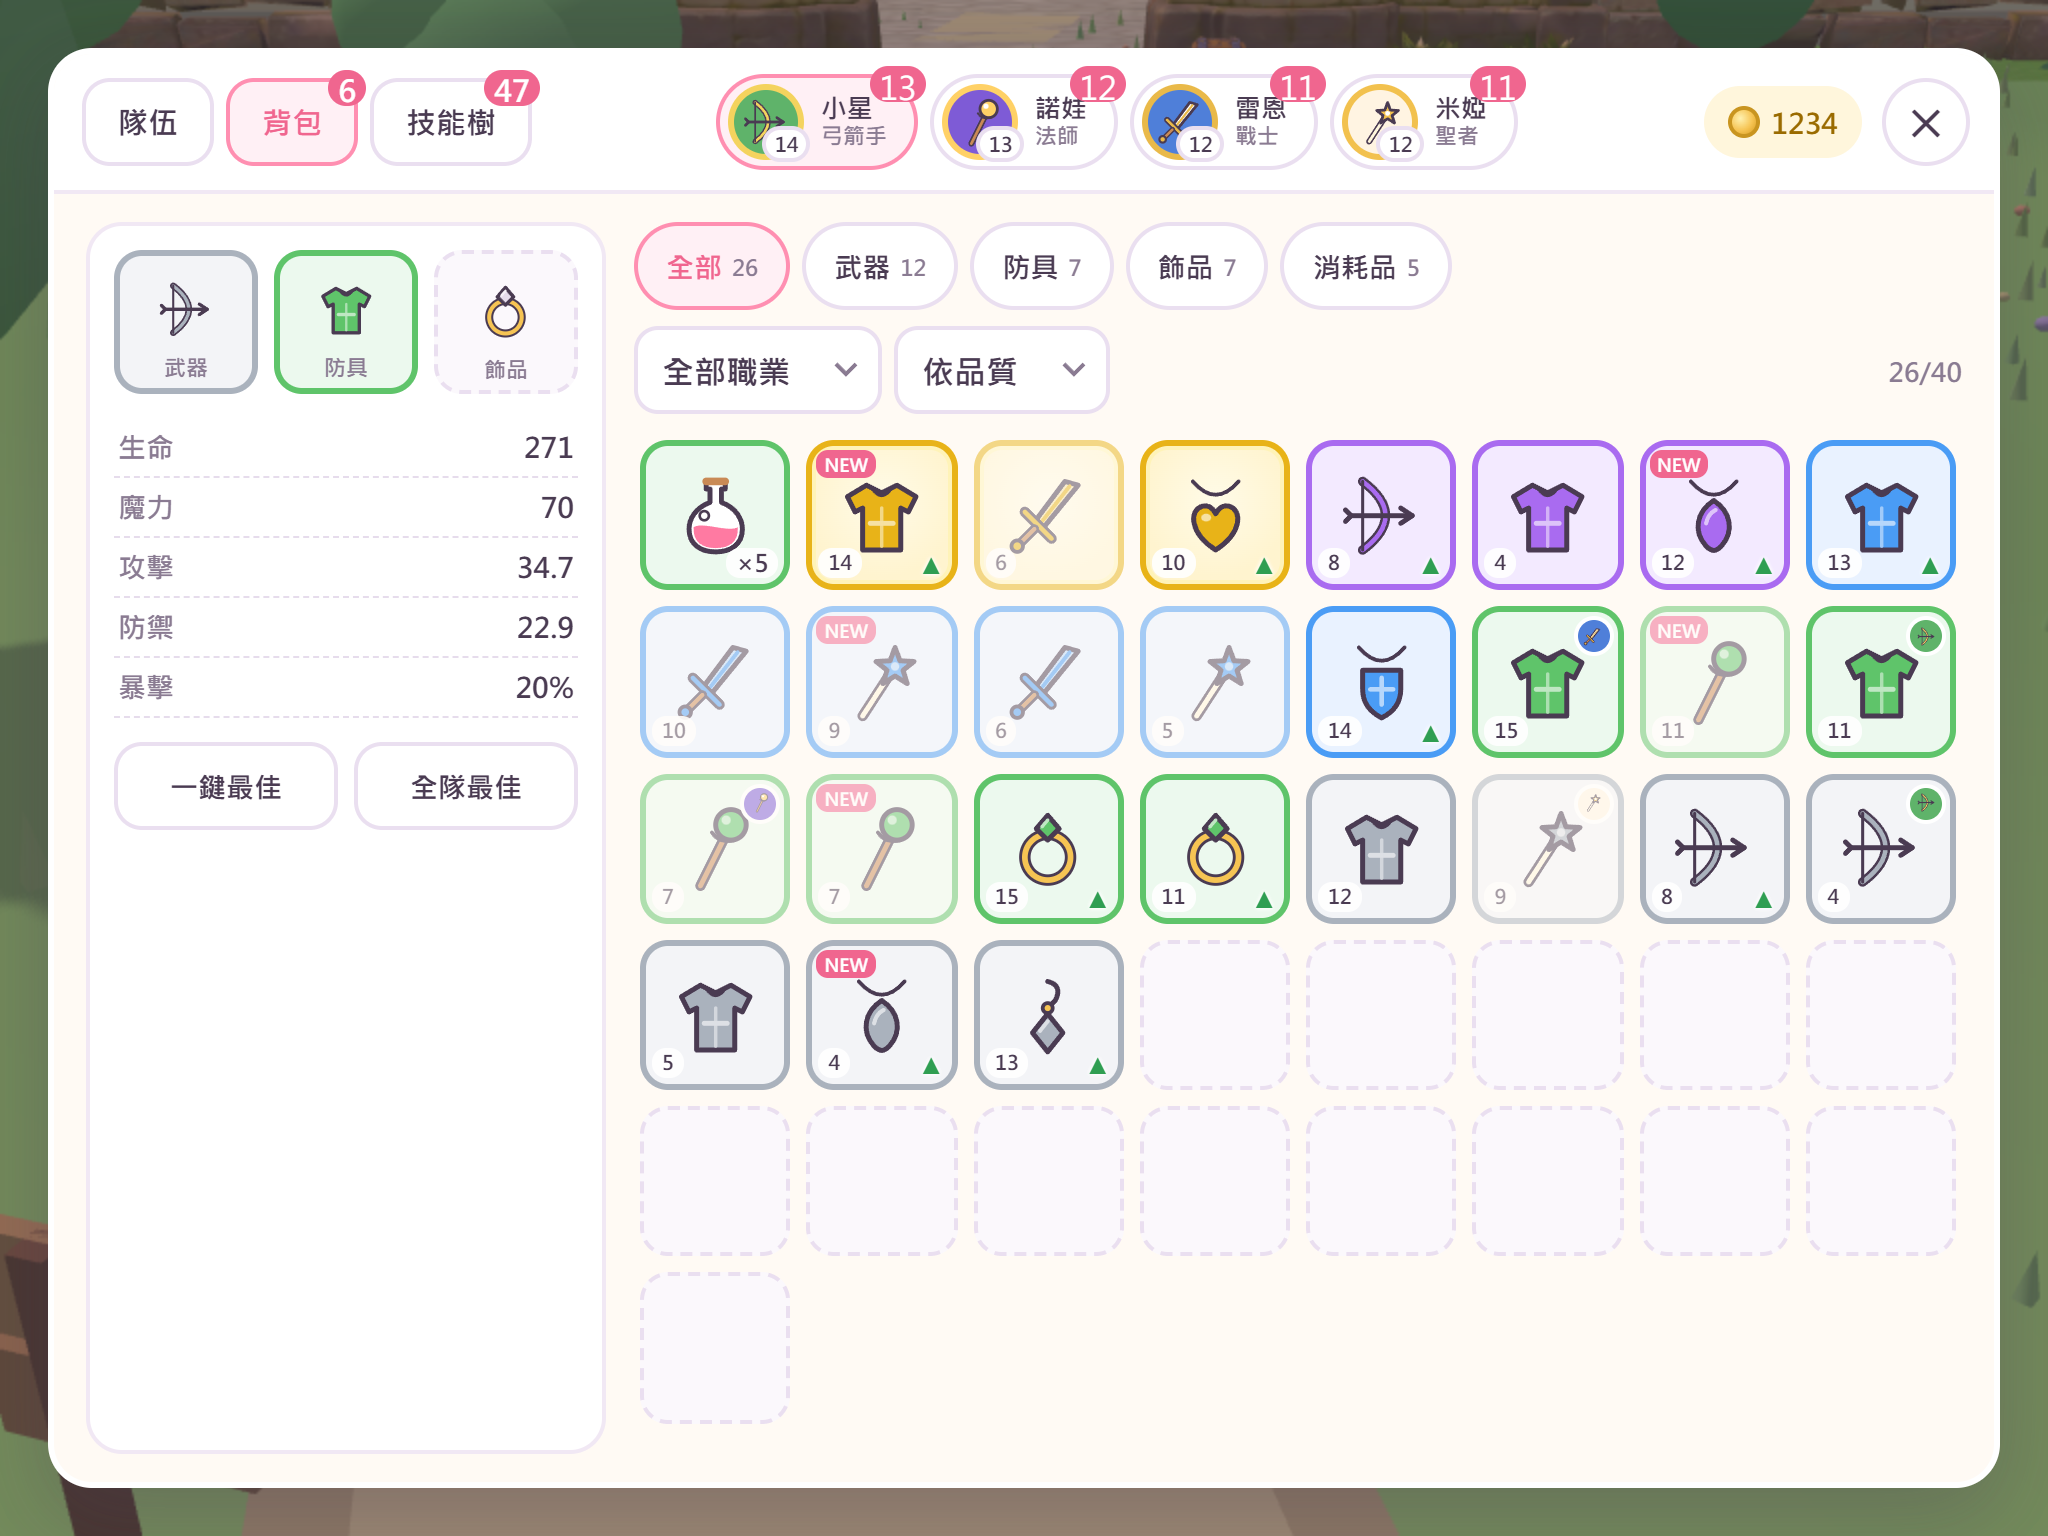 隊伍
背包
6
技能樹
47
小星
弓箭手
14
13
諾娃
法師
13
12
雷恩
戰士
12
11
米婭
聖者
12
11
1234
武器
防具
飾品
生命 271
魔力 70
攻擊 34.7
防禦 22.9
暴擊 20%
一鍵最佳
全隊最佳
全部 26
武器 12
防具 7
飾品 7
消耗品 5
全部職業
依品質
26/40
×5
NEW
14
6
10
8
4
NEW
12
13
10
NEW
9
6
5
14
15
NEW
11
11
7
NEW
7
15
11
12
9
8
4
5
NEW
4
13